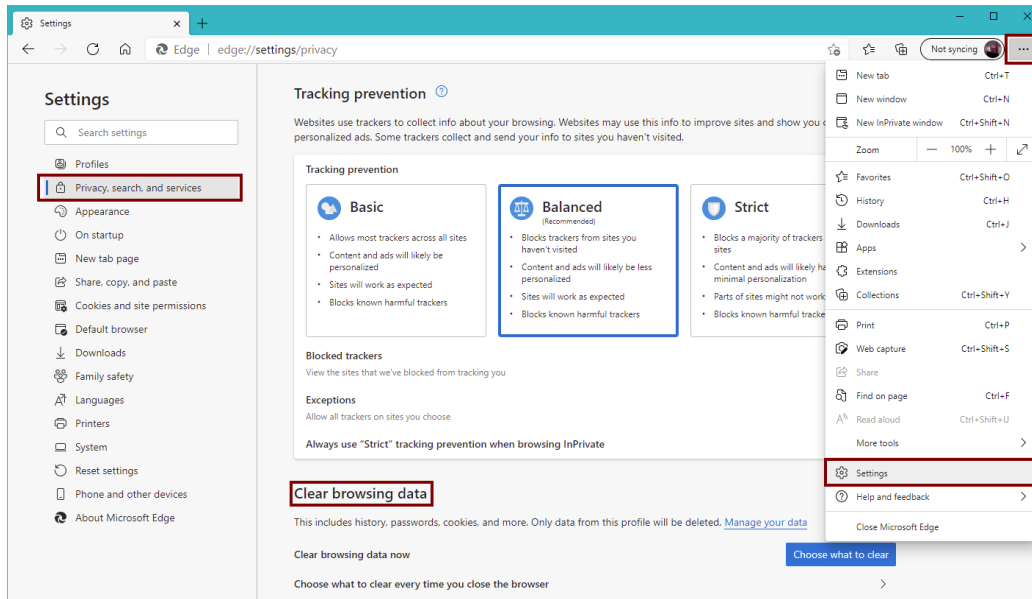 Settings
Edge | edge://settings/privacy
Not syncing
Settings
Search settings
Profiles
Privacy, search, and services
Appearance
On startup
New tab page
Share, copy, and paste
Cookies and site permissions
Default browser
Downloads
Family safety
Languages
Printers
System
Reset settings
Phone and other devices
About Microsoft Edge
Tracking prevention
Websites use trackers to collect info about your browsing. Websites may use this info to improve sites and show you
personalized ads. Some trackers collect and send your info to sites you haven't visited.
Tracking prevention
Basic
• Allows most trackers across all sites
• Content and ads will likely be
personalized
• Sites will work as expected
• Blocks known harmful trackers
Balanced
(Recommended)
• Blocks trackers from sites you
haven't visited
• Content and ads will likely be less
personalized
• Sites will work as expected
• Blocks known harmful trackers
Strict
• Blocks a majority of trackers
sites
• Content and ads will likely ha
minimal personalization
• Parts of sites might not work
• Blocks known harmful tracke
Blocked trackers
View the sites that we've blocked from tracking you
Exceptions
Allow all trackers on sites you choose
Always use "Strict" tracking prevention when browsing InPrivate
Clear browsing data
This includes history, passwords, cookies, and more. Only data from this profile will be deleted. Manage your data
Clear browsing data now
Choose what to clear
Choose what to clear every time you close the browser
New tab Ctrl+T
New window Ctrl+N
New InPrivate window Ctrl+Shift+N
Zoom — 100% +
Favorites Ctrl+Shift+O
History Ctrl+H
Downloads Ctrl+J
Apps
Extensions
Collections Ctrl+Shift+Y
Print Ctrl+P
Web capture Ctrl+Shift+S
Share
Find on page Ctrl+F
Read aloud Ctrl+Shift+U
More tools
Settings
Help and feedback
Close Microsoft Edge